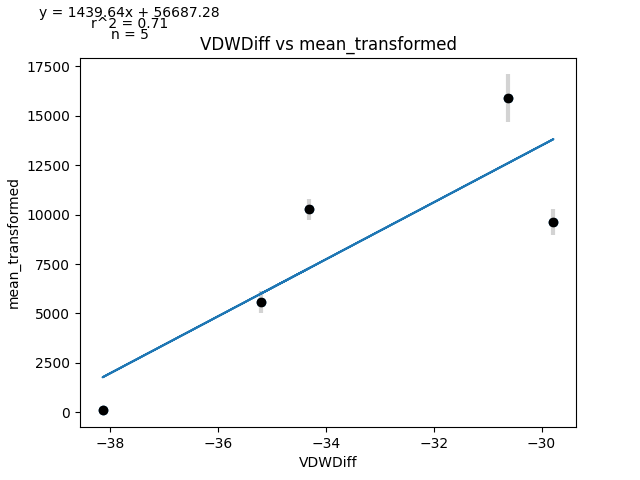 y = 1439.64x + 56687.28
r^2 = 0.71
n = 5
VDWDiff vs mean_transformed
17500
15000
12500
10000
7500
5000
2500
0
mean_transformed
−38
−36
−34
−32
−30
VDWDiff